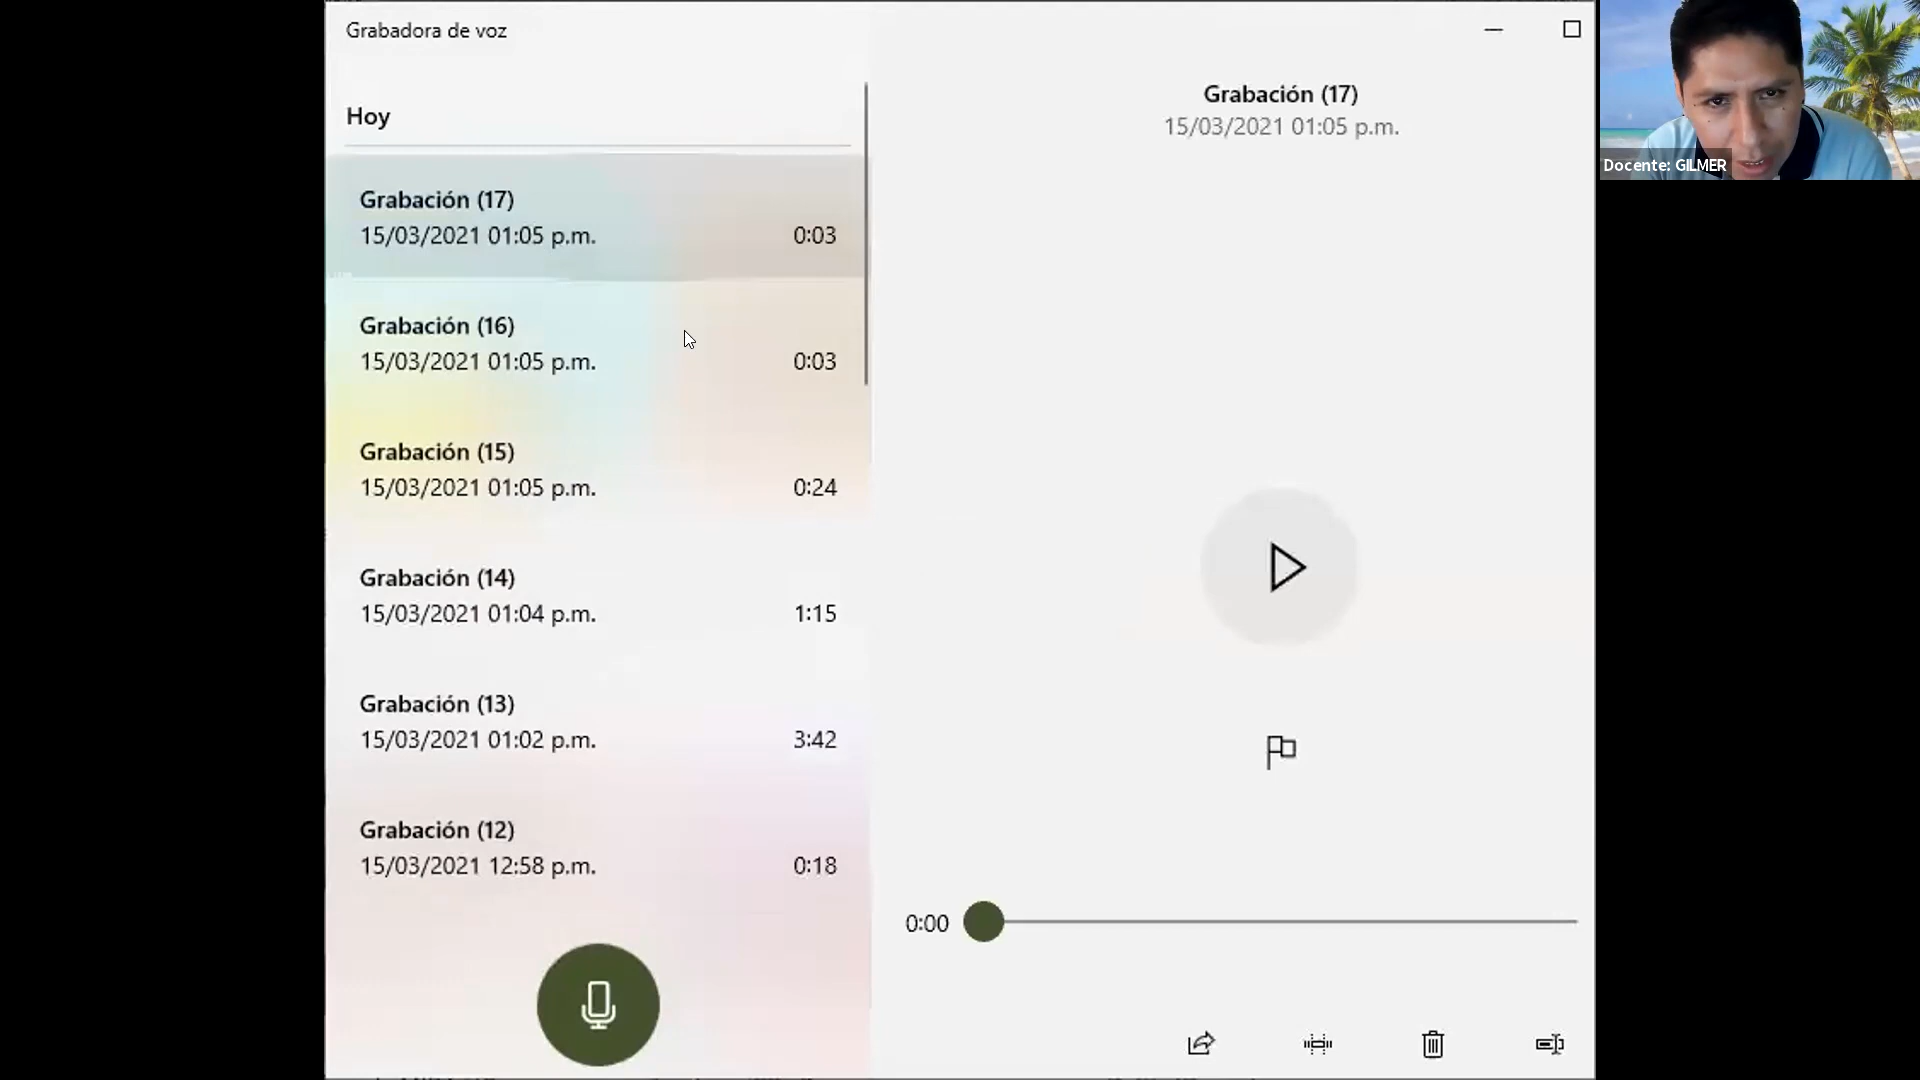 Grabadora de voz
Hoy
Grabación (17)
15/03/2021 01:05 p.m.
0:03
Grabación (16)
15/03/2021 01:05 p.m.
0:03
Grabación (15)
15/03/2021 01:05 p.m.
0:24
Grabación (14)
15/03/2021 01:04 p.m.
1:15
Grabación (13)
15/03/2021 01:02 p.m.
3:42
Grabación (12)
15/03/2021 12:58 p.m.
0:18
Grabación (17)
15/03/2021 01:05 p.m.
0:00
Docente: GILMER